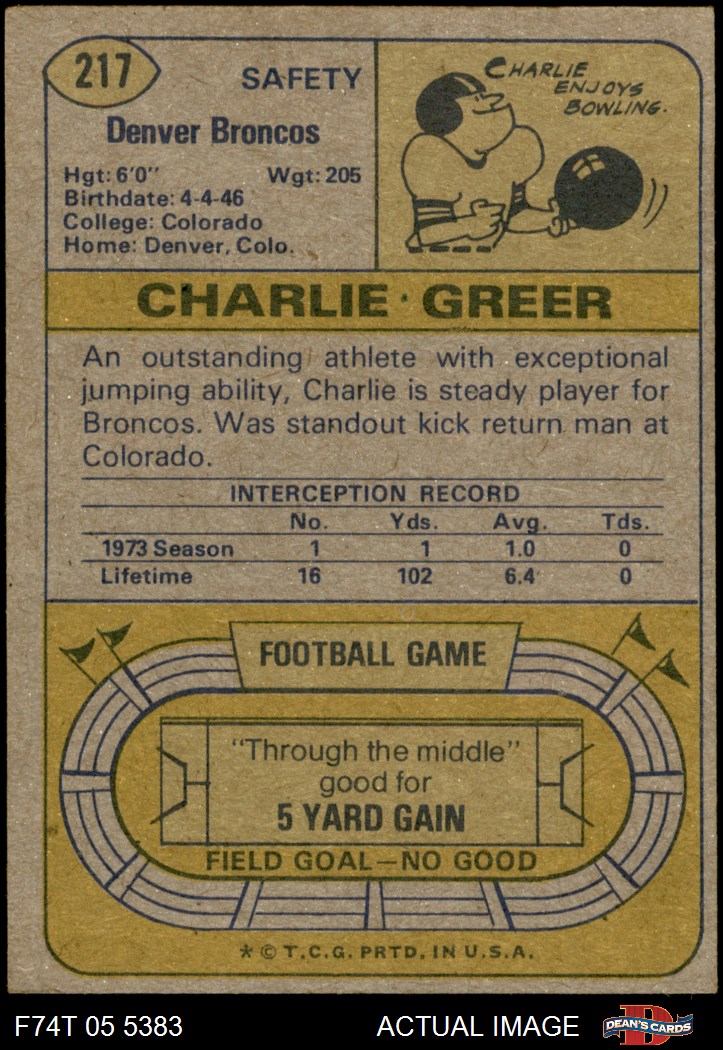 217
SAFETY
Denver Broncos
Hgt: 6'0" Wgt: 205
Birthdate: 4-4-46
College: Colorado
Home: Denver, Colo.
CHARLIE
ENJOYS
BOWLING.
CHARLIE · GREER
An outstanding athlete with exceptional
jumping ability, Charlie is steady player for
Broncos. Was standout kick return man at
Colorado.
INTERCEPTION RECORD
No. Yds. Avg. Tds.
1973 Season 1 1 1.0 0
Lifetime 16 102 6.4 0
FOOTBALL GAME
"Through the middle"
good for
5 YARD GAIN
FIELD GOAL—NO GOOD
* © T.C.G. PRTD. IN U.S.A.
F74T 05 5383 ACTUAL IMAGE
D
DEAN'S CARDS